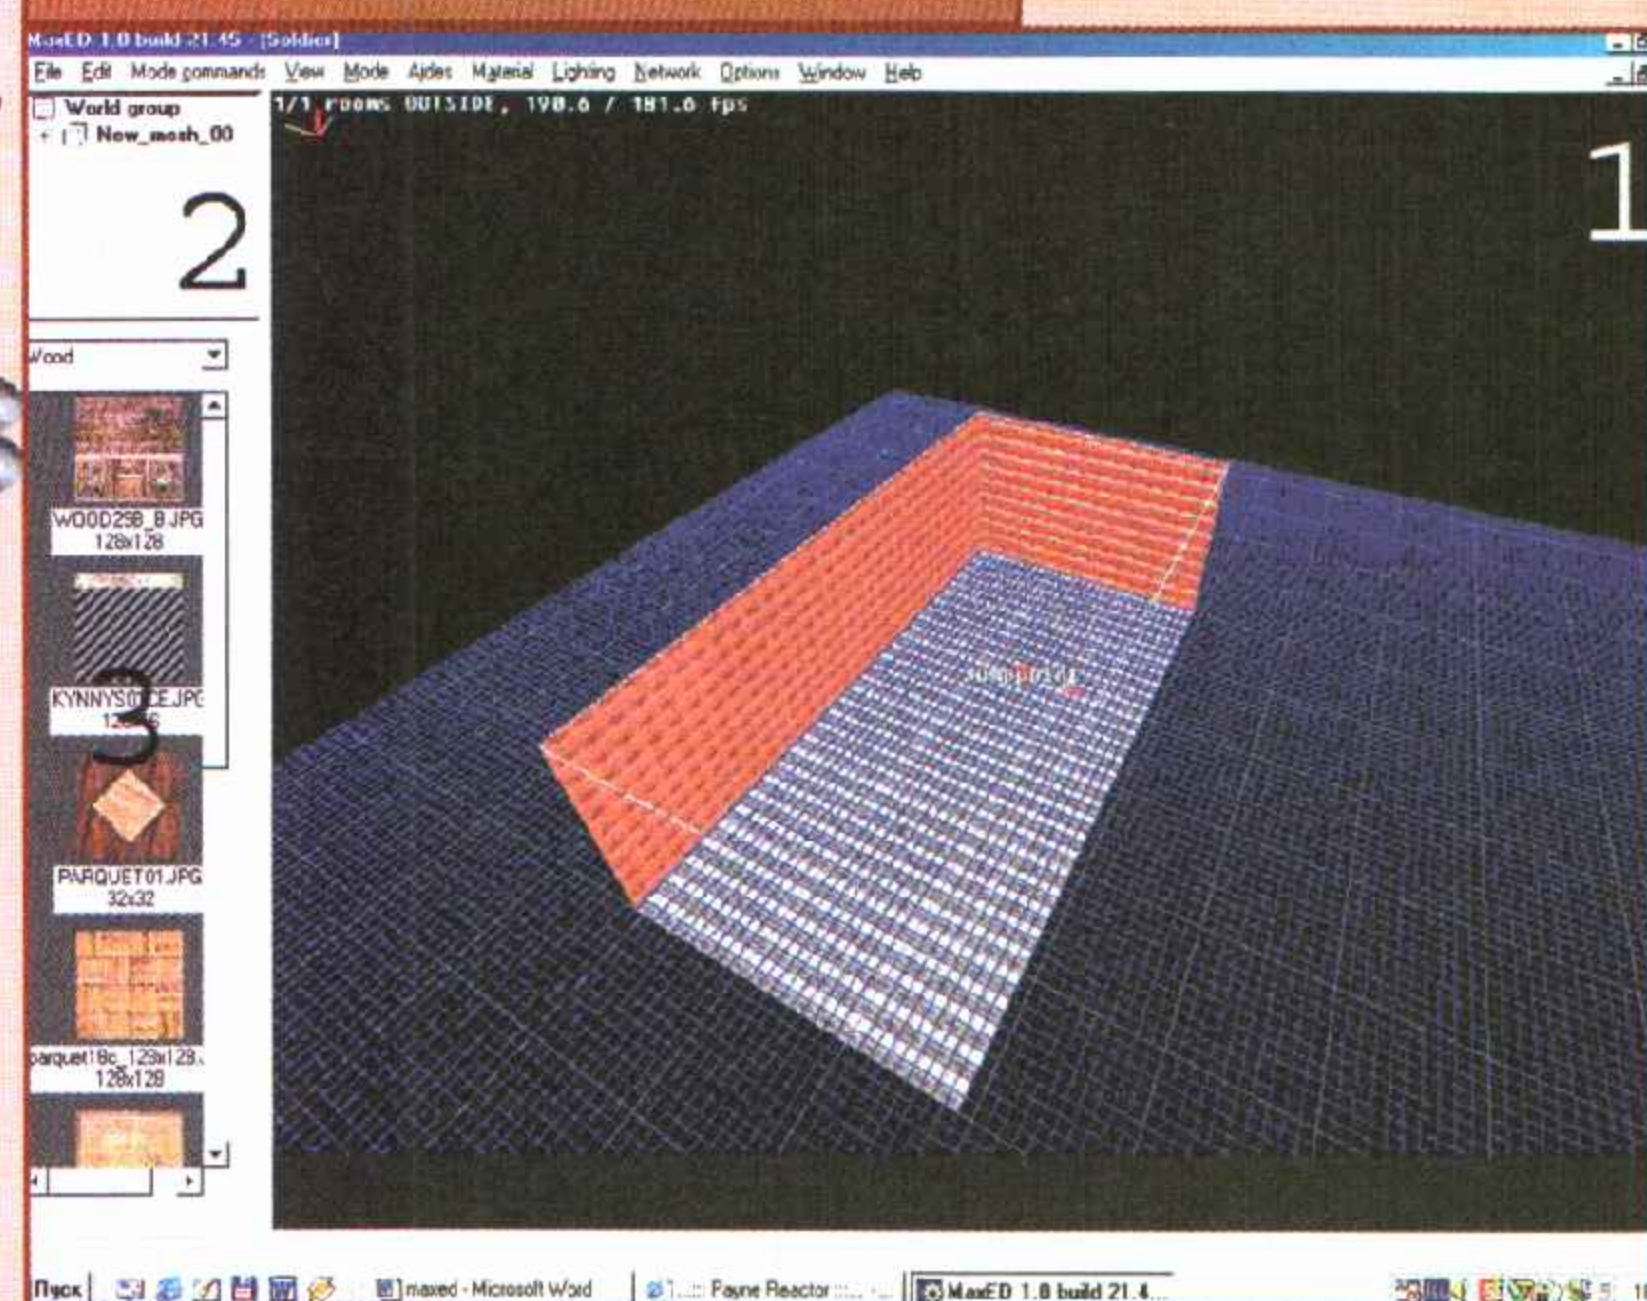 MaxED 1.0 build 21.45 - [Soldier]
File Edit Mode commands View Mode Aides Material Lighting Network Options Window Help
World group
New_mesh_00
1/1 rooms OUTSIDE, 190.6 / 181.6 fps
1
2
Wood
WOOD29B_B.JPG
128x128
3
PARQUET01.JPG
32x32
parquet18c_128x128.
128x128
Jumppoint
Пуск
maxed - Microsoft Word
..:: Payne Reactor ::..
MaxED 1.0 build 21.4...